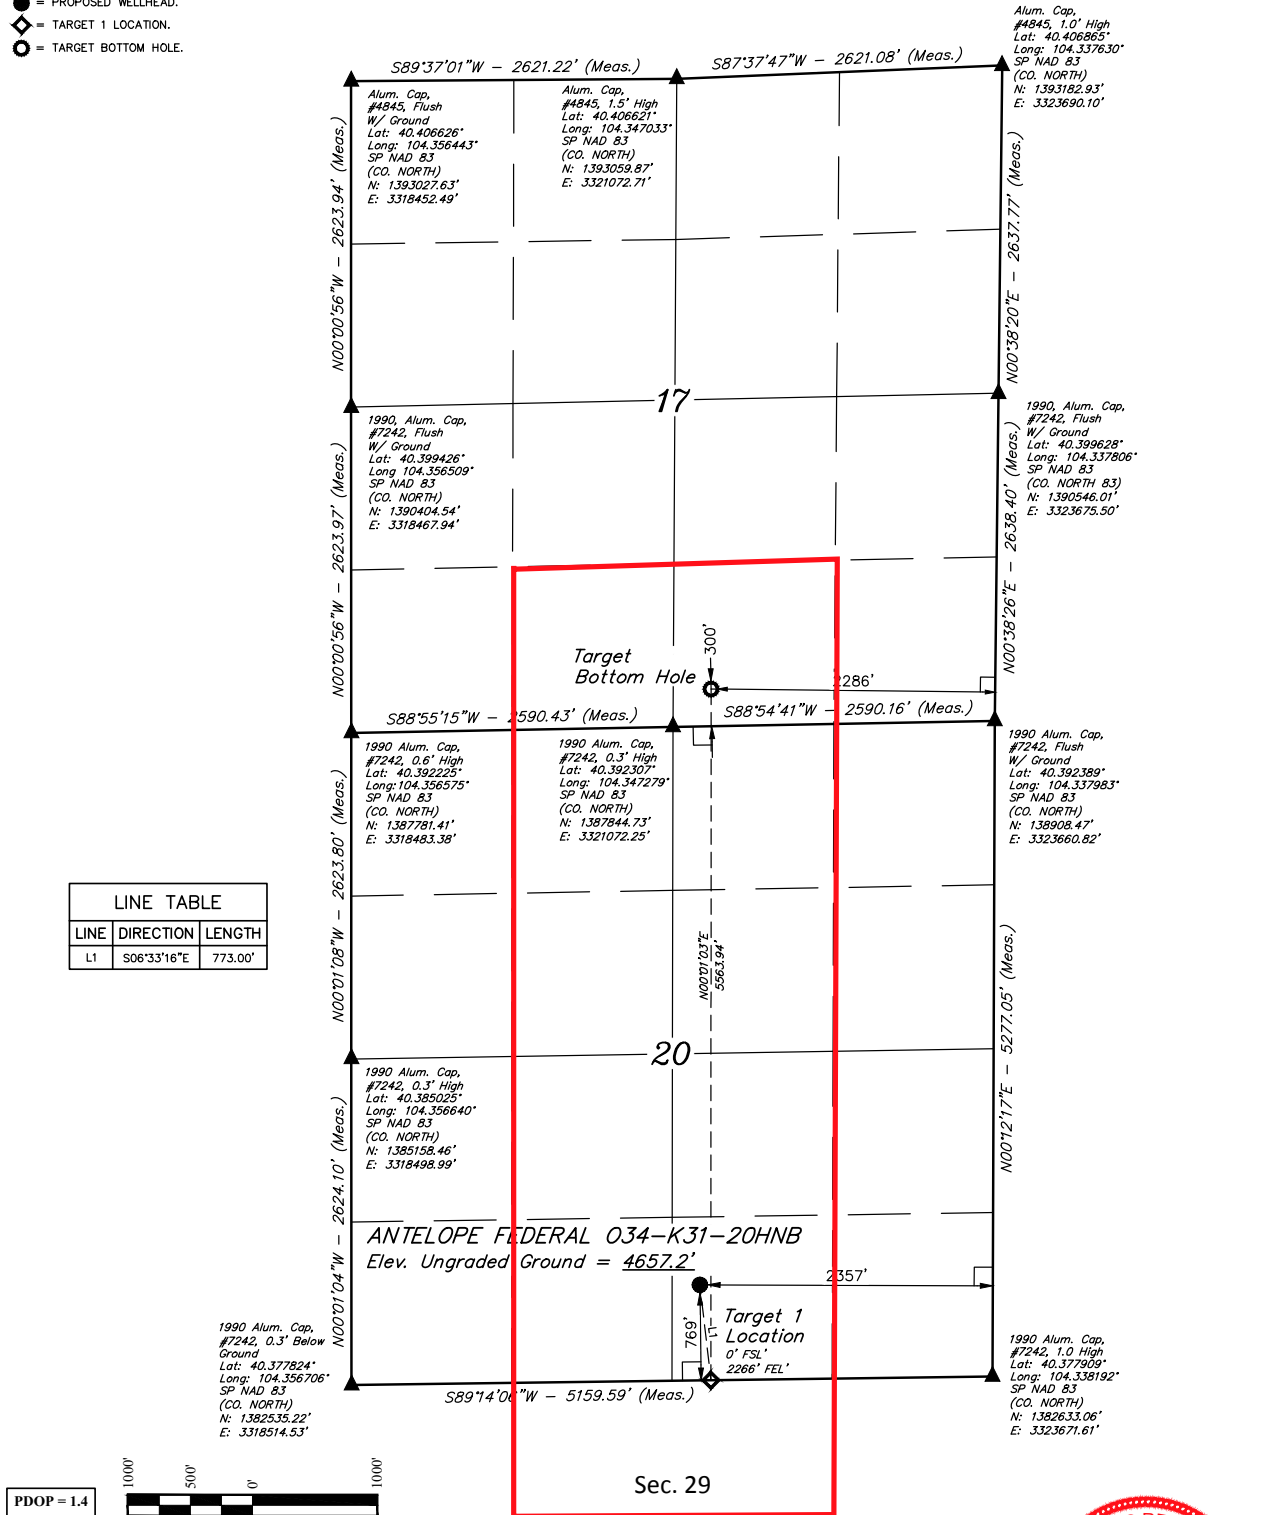 = PROPOSED WELLHEAD.
= TARGET 1 LOCATION.
= TARGET BOTTOM HOLE.
S89°37'01"W - 2621.22' (Meas.)
S87°37'47"W - 2621.08' (Meas.)
Alum. Cap,
#4845, 1.0' High
Lat: 40.406865°
Long: 104.337630°
SP NAD 83
(CO. NORTH)
N: 1393182.93'
E: 3323690.10'
Alum. Cap,
#4845, Flush
W/ Ground
Lat: 40.406626°
Long: 104.356443°
SP NAD 83
(CO. NORTH)
N: 1393027.63'
E: 3318452.49'
Alum. Cap,
#4845, 1.5' High
Lat: 40.406621°
Long: 104.347033°
SP NAD 83
(CO. NORTH)
N: 1393059.87'
E: 3321072.71'
N00°00'56"W - 2623.94' (Meas.)
N00°38'20"E - 2637.77' (Meas.)
17
1990, Alum. Cap,
#7242, Flush
W/ Ground
Lat: 40.399426°
Long 104.356509°
SP NAD 83
(CO. NORTH)
N: 1390404.54'
E: 3318467.94'
1990, Alum. Cap,
#7242, Flush
W/ Ground
Lat: 40.399628°
Long: 104.337806°
SP NAD 83
(CO. NORTH 83)
N: 1390546.01'
E: 3323675.50'
N00°00'56"W - 2623.97' (Meas.)
N00°38'26"E - 2638.40' (Meas.)
300'
Target
Bottom Hole
2286'
S88°55'15"W - 2590.43' (Meas.)
S88°54'41"W - 2590.16' (Meas.)
1990 Alum. Cap,
#7242, 0.6' High
Lat: 40.392225°
Long:104.356575°
SP NAD 83
(CO. NORTH)
N: 1387781.41'
E: 3318483.38'
1990 Alum. Cap,
#7242, 0.3' High
Lat: 40.392307°
Long: 104.347279°
SP NAD 83
(CO. NORTH)
N: 1387844.73'
E: 3321072.25'
1990 Alum. Cap,
#7242, Flush
W/ Ground
Lat: 40.392389°
Long: 104.337983°
SP NAD 83
(CO. NORTH)
N: 138908.47'
E: 3323660.82'
N00°01'08"W - 2623.80' (Meas.)
LINE TABLE
LINE DIRECTION LENGTH
L1 S06°33'16"E 773.00'
N00°01'03"E
5563.94'
N00°12'17"E - 5277.05' (Meas.)
20
1990 Alum. Cap,
#7242, 0.3' High
Lat: 40.385025°
Long: 104.356640°
SP NAD 83
(CO. NORTH)
N: 1385158.46'
E: 3318498.99'
N00°01'04"W - 2624.10' (Meas.)
ANTELOPE FEDERAL O34-K31-20HNB
Elev. Ungraded Ground = 4657.2'
2357'
769'
L1
Target 1
Location
0' FSL'
2266' FEL'
1990 Alum. Cap,
#7242, 0.3' Below
Ground
Lat: 40.377824°
Long: 104.356706°
SP NAD 83
(CO. NORTH)
N: 1382535.22'
E: 3318514.53'
S89°14'06"W - 5159.59' (Meas.)
1990 Alum. Cap,
#7242, 1.0 High
Lat: 40.377909°
Long: 104.338192°
SP NAD 83
(CO. NORTH)
N: 1382633.06'
E: 3323671.61'
1000' 500' 0' 1000'
PDOP = 1.4
Sec. 29